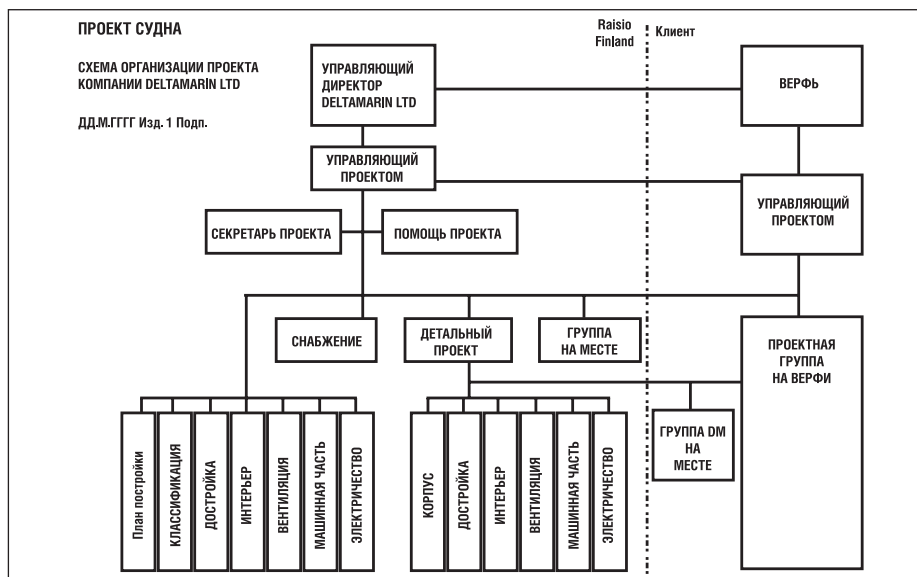 ПРОЕКТ СУДНА
СХЕМА ОРГАНИЗАЦИИ ПРОЕКТА
КОМПАНИИ DELTAMARIN LTD
ДД.М.ГГГГ Изд. 1 Подп.
Raisio
Finland
Клиент
УПРАВЛЯЮЩИЙ
ДИРЕКТОР
DELTAMARIN LTD
ВЕРФЬ
УПРАВЛЯЮЩИЙ
ПРОЕКТОМ
УПРАВЛЯЮЩИЙ
ПРОЕКТОМ
СЕКРЕТАРЬ ПРОЕКТА
ПОМОЩЬ ПРОЕКТА
СНАБЖЕНИЕ
ДЕТАЛЬНЫЙ
ПРОЕКТ
ГРУППА
НА МЕСТЕ
ПРОЕКТНАЯ
ГРУППА
НА ВЕРФИ
ГРУППА DM
НА
МЕСТЕ
План постройки
КЛАССИФИКАЦИЯ
ДОСТРОЙКА
ИНТЕРЬЕР
ВЕНТИЛЯЦИЯ
МАШИННАЯ ЧАСТЬ
ЭЛЕКТРИЧЕСТВО
КОРПУС
ДОСТРОЙКА
ИНТЕРЬЕР
ВЕНТИЛЯЦИЯ
МАШИННАЯ ЧАСТЬ
ЭЛЕКТРИЧЕСТВО